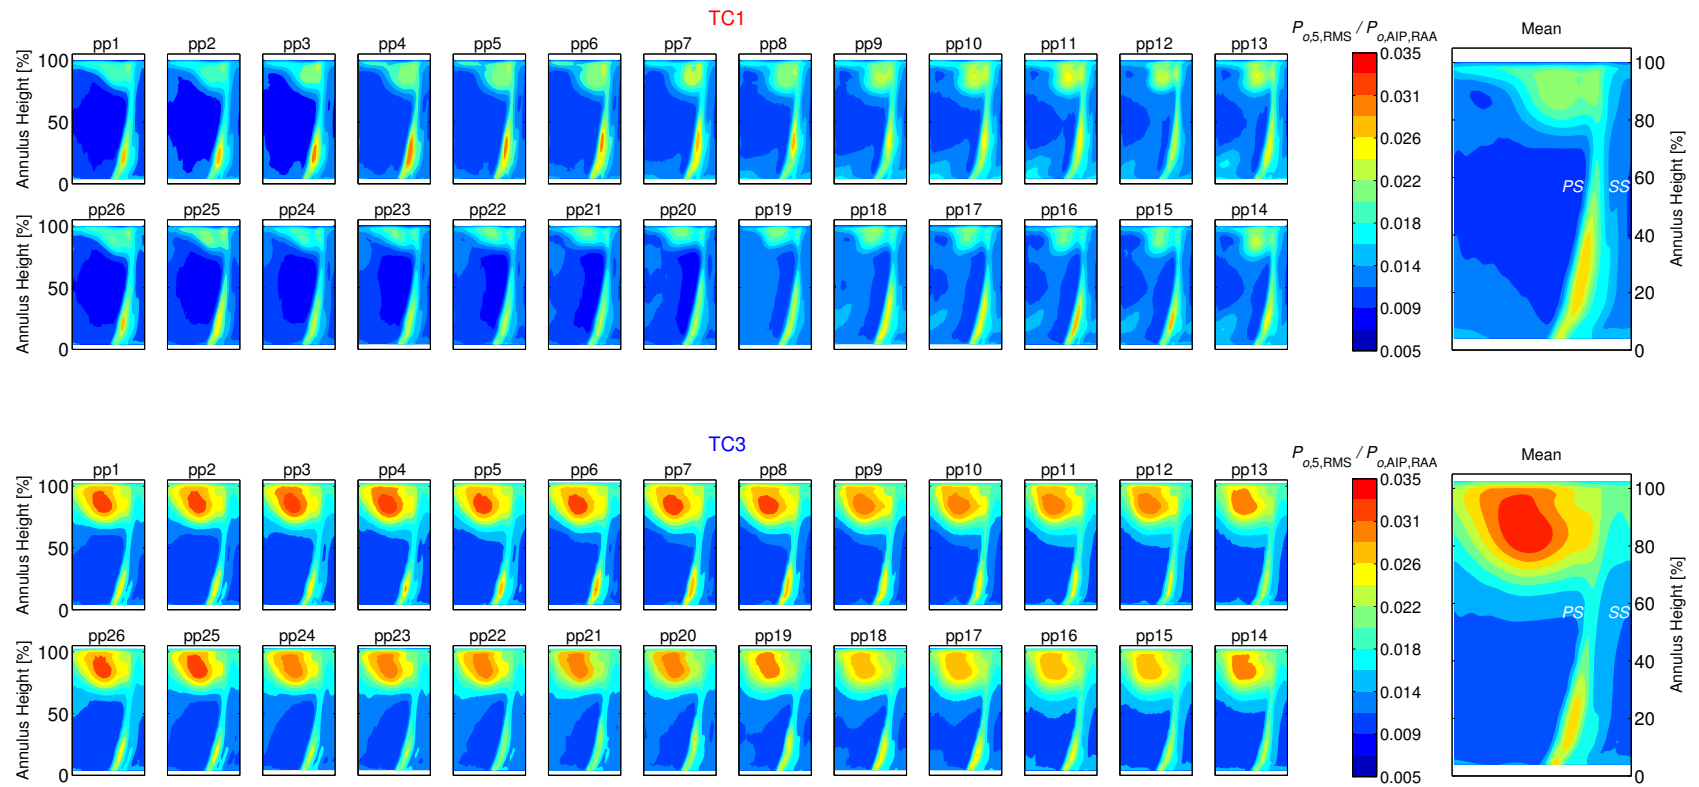 TC1
pp1 pp2 pp3 pp4 pp5 pp6 pp7 pp8 pp9 pp10 pp11 pp12 pp13
Annulus Height [%]
100
50
0
pp26 pp25 pp24 pp23 pp22 pp21 pp20 pp19 pp18 pp17 pp16 pp15 pp14
Annulus Height [%]
100
50
0
Po,5,RMS / Po,AIP,RAA
0.035
0.031
0.026
0.022
0.018
0.014
0.009
0.005
Mean
PS SS
100
80
60
40
20
0
Annulus Height [%]
TC3
pp1 pp2 pp3 pp4 pp5 pp6 pp7 pp8 pp9 pp10 pp11 pp12 pp13
Annulus Height [%]
100
50
0
pp26 pp25 pp24 pp23 pp22 pp21 pp20 pp19 pp18 pp17 pp16 pp15 pp14
Annulus Height [%]
100
50
0
Po,5,RMS / Po,AIP,RAA
0.035
0.031
0.026
0.022
0.018
0.014
0.009
0.005
Mean
PS SS
100
80
60
40
20
0
Annulus Height [%]